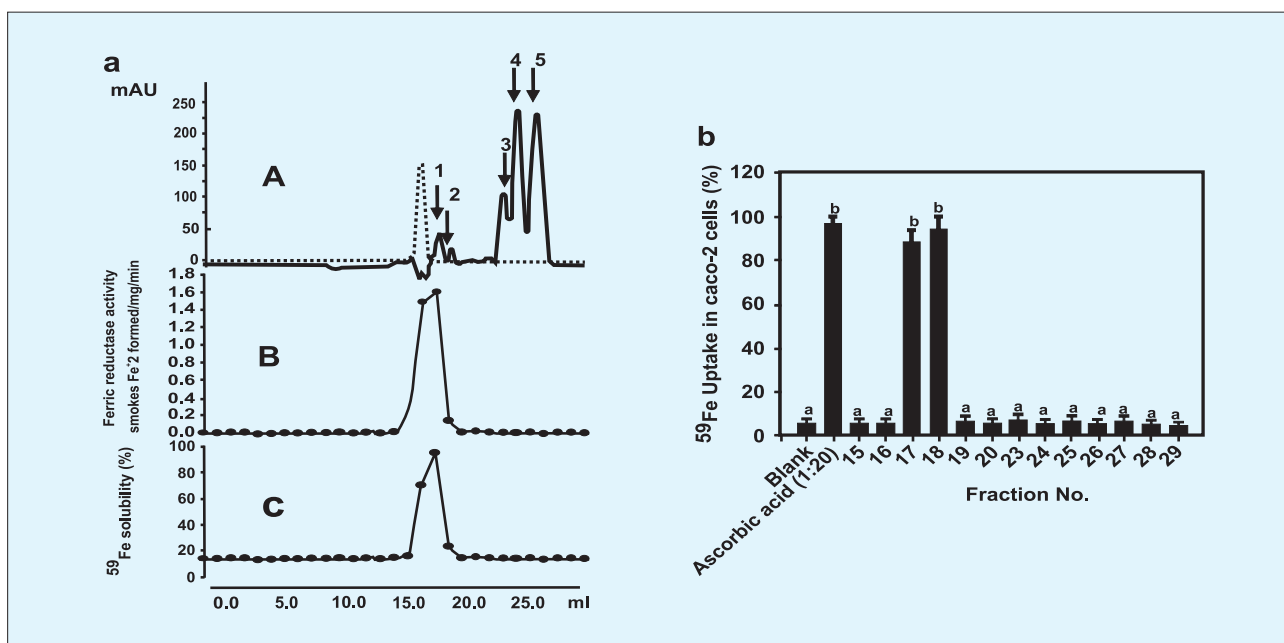 a
mAU
250
200
150
100
50
0
A
1
2
3
4
5
Ferric reductase activity
smokes Fe+2 formed/mg/min
1.8
1.6
1.4
1.2
1.0
0.8
0.6
0.4
0.2
0.0
B
59Fe solubility (%)
100
80
60
40
20
0
C
0.0 5.0 10.0 15.0 20.0 25.0 ml
b
59Fe Uptake in caco-2 cells (%)
120
100
80
60
40
20
0
a b a a b b a a a a a a a a a
Blank
Ascorbic acid (1:20)
15 16 17 18 19 20 23 24 25 26 27 28 29
Fraction No.